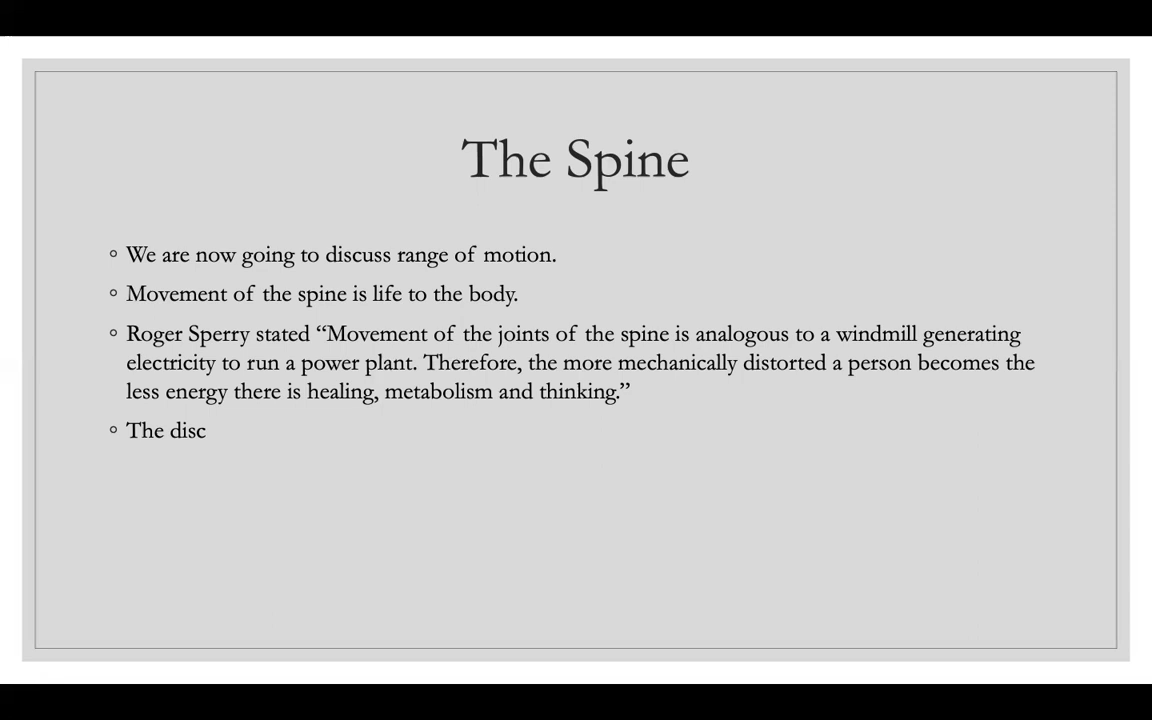 The Spine
◦ We are now going to discuss range of motion.
◦ Movement of the spine is life to the body.
◦ Roger Sperry stated “Movement of the joints of the spine is analogous to a windmill generating
electricity to run a power plant. Therefore, the more mechanically distorted a person becomes the
less energy there is healing, metabolism and thinking.”
◦ The disc